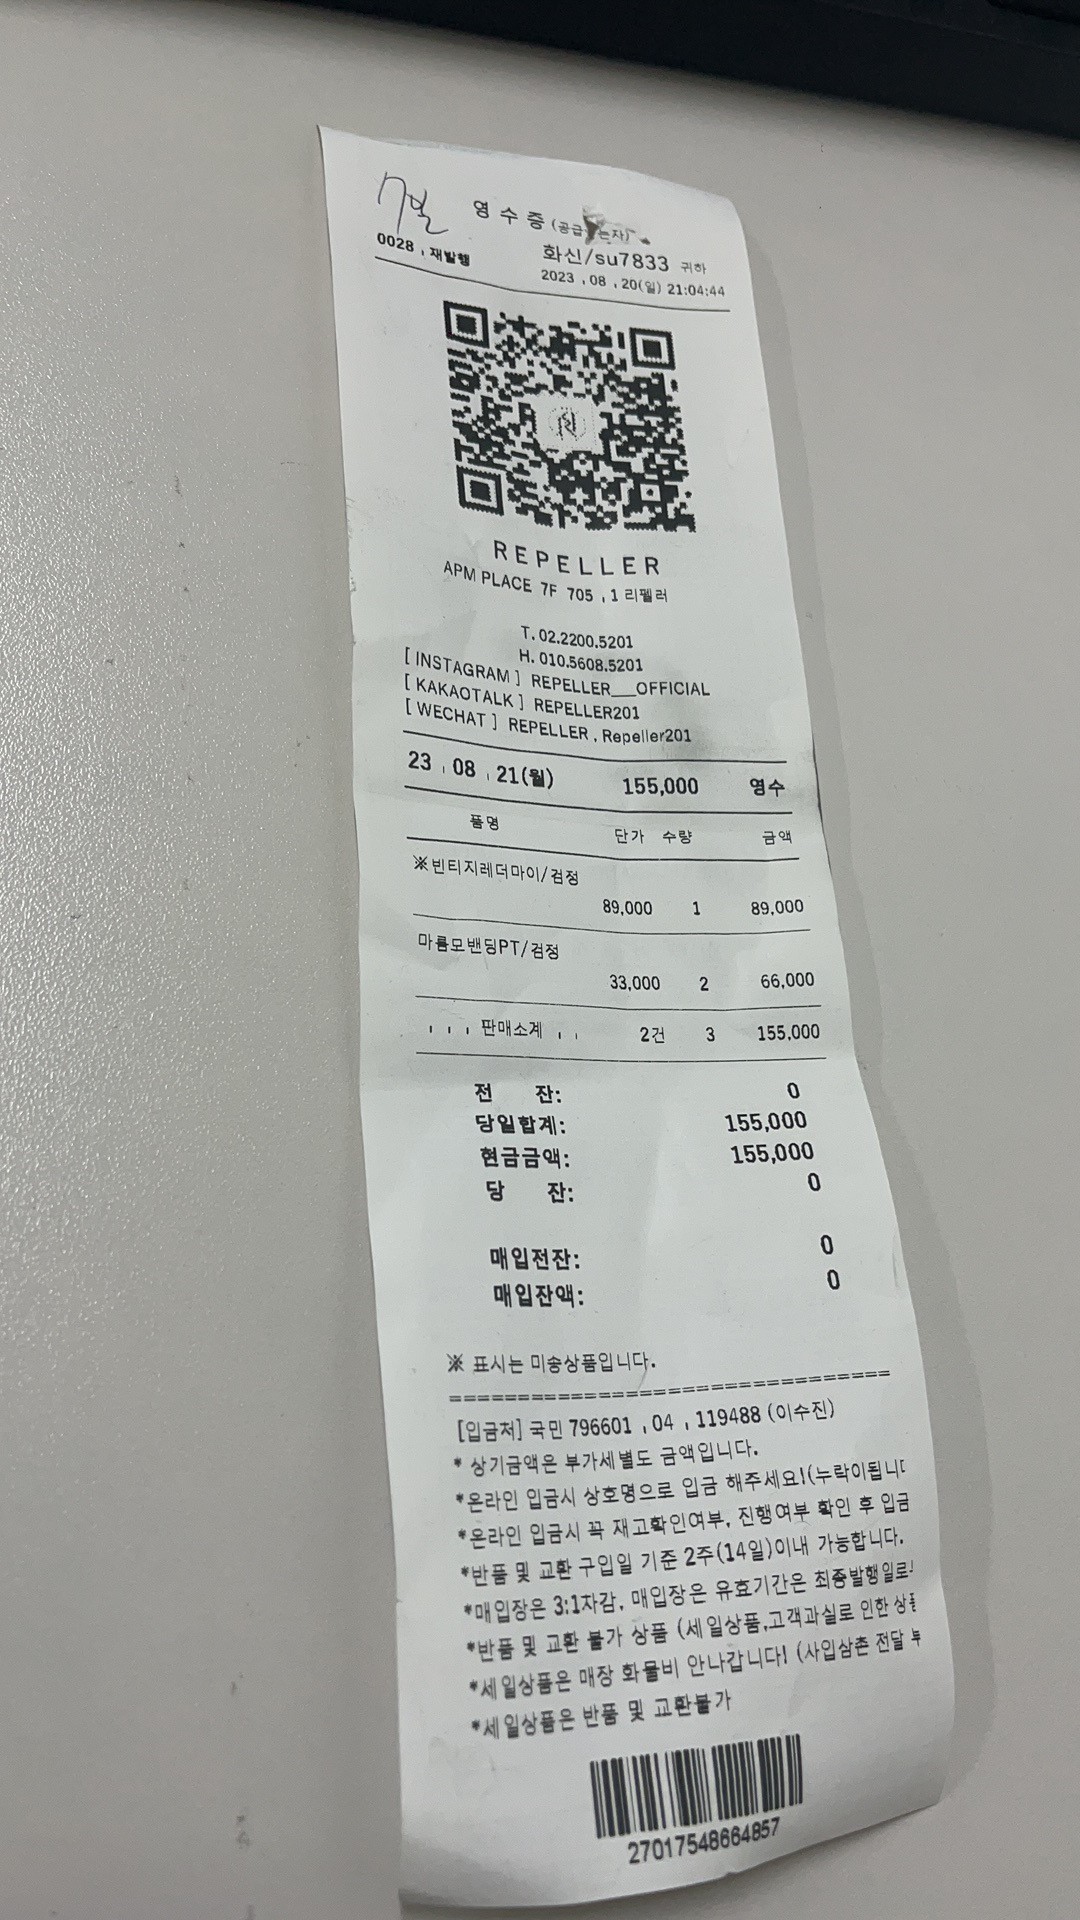 영수증(공급 는자)
0028 , 재발행
화신/su7833 귀하
2023 , 08 , 20(일) 21:04:44
REPELLER
APM PLACE 7F 705 , 1 리펠러
T. 02.2200.5201
H. 010.5608.5201
[ INSTAGRAM ] REPELLER___OFFICIAL
[ KAKAOTALK ] REPELLER201
[ WECHAT ] REPELLER , Repeller201
23 , 08 , 21(월) 155,000 영수
품명 단가 수량 금액
※빈티지레더마이/검정
89,000 1 89,000
마름모밴딩PT/검정
33,000 2 66,000
, , , 판매소계 , , 2건 3 155,000
전 잔: 0
당일합계: 155,000
현금금액: 155,000
당 잔: 0
매입전잔: 0
매입잔액: 0
※ 표시는 미송상품입니다.
================================
[입금처] 국민 796601 , 04 , 119488 (이수진)
* 상기금액은 부가세별도 금액입니다.
*온라인 입금시 상호명으로 입금 해주세요!(누락이됩니
*온라인 입금시 꼭 재고확인여부, 진행여부 확인 후 입금
*반품 및 교환 구입일 기준 2주(14일)이내 가능합니다.
*매입장은 3:1차감, 매입장은 유효기간은 최종발행일로
*반품 및 교환 불가 상품 (세일상품,고객과실로 인한
*세일상품은 매장 화물비 안나갑니다! (사입삼촌 전달
*세일상품은 반품 및 교환불가
27017548664857